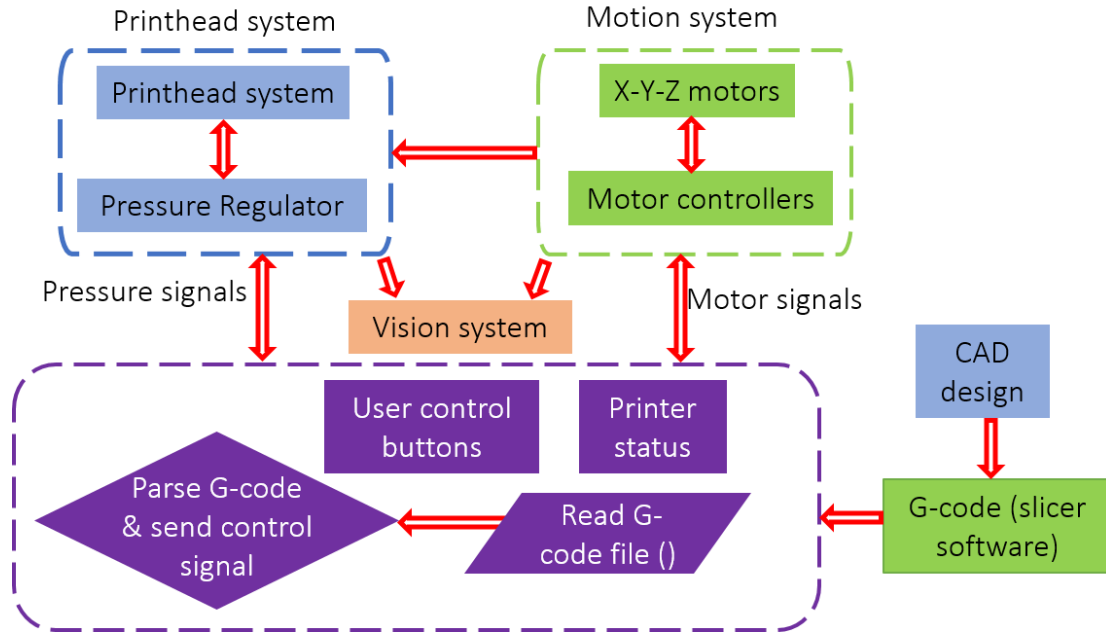 Printhead system
Motion system
Printhead system
X-Y-Z motors
Pressure Regulator
Motor controllers
Pressure signals
Motor signals
Vision system
CAD
design
User control
buttons
Printer
status
Parse G-code
& send control
signal
Read G-
code file ()
G-code (slicer
software)